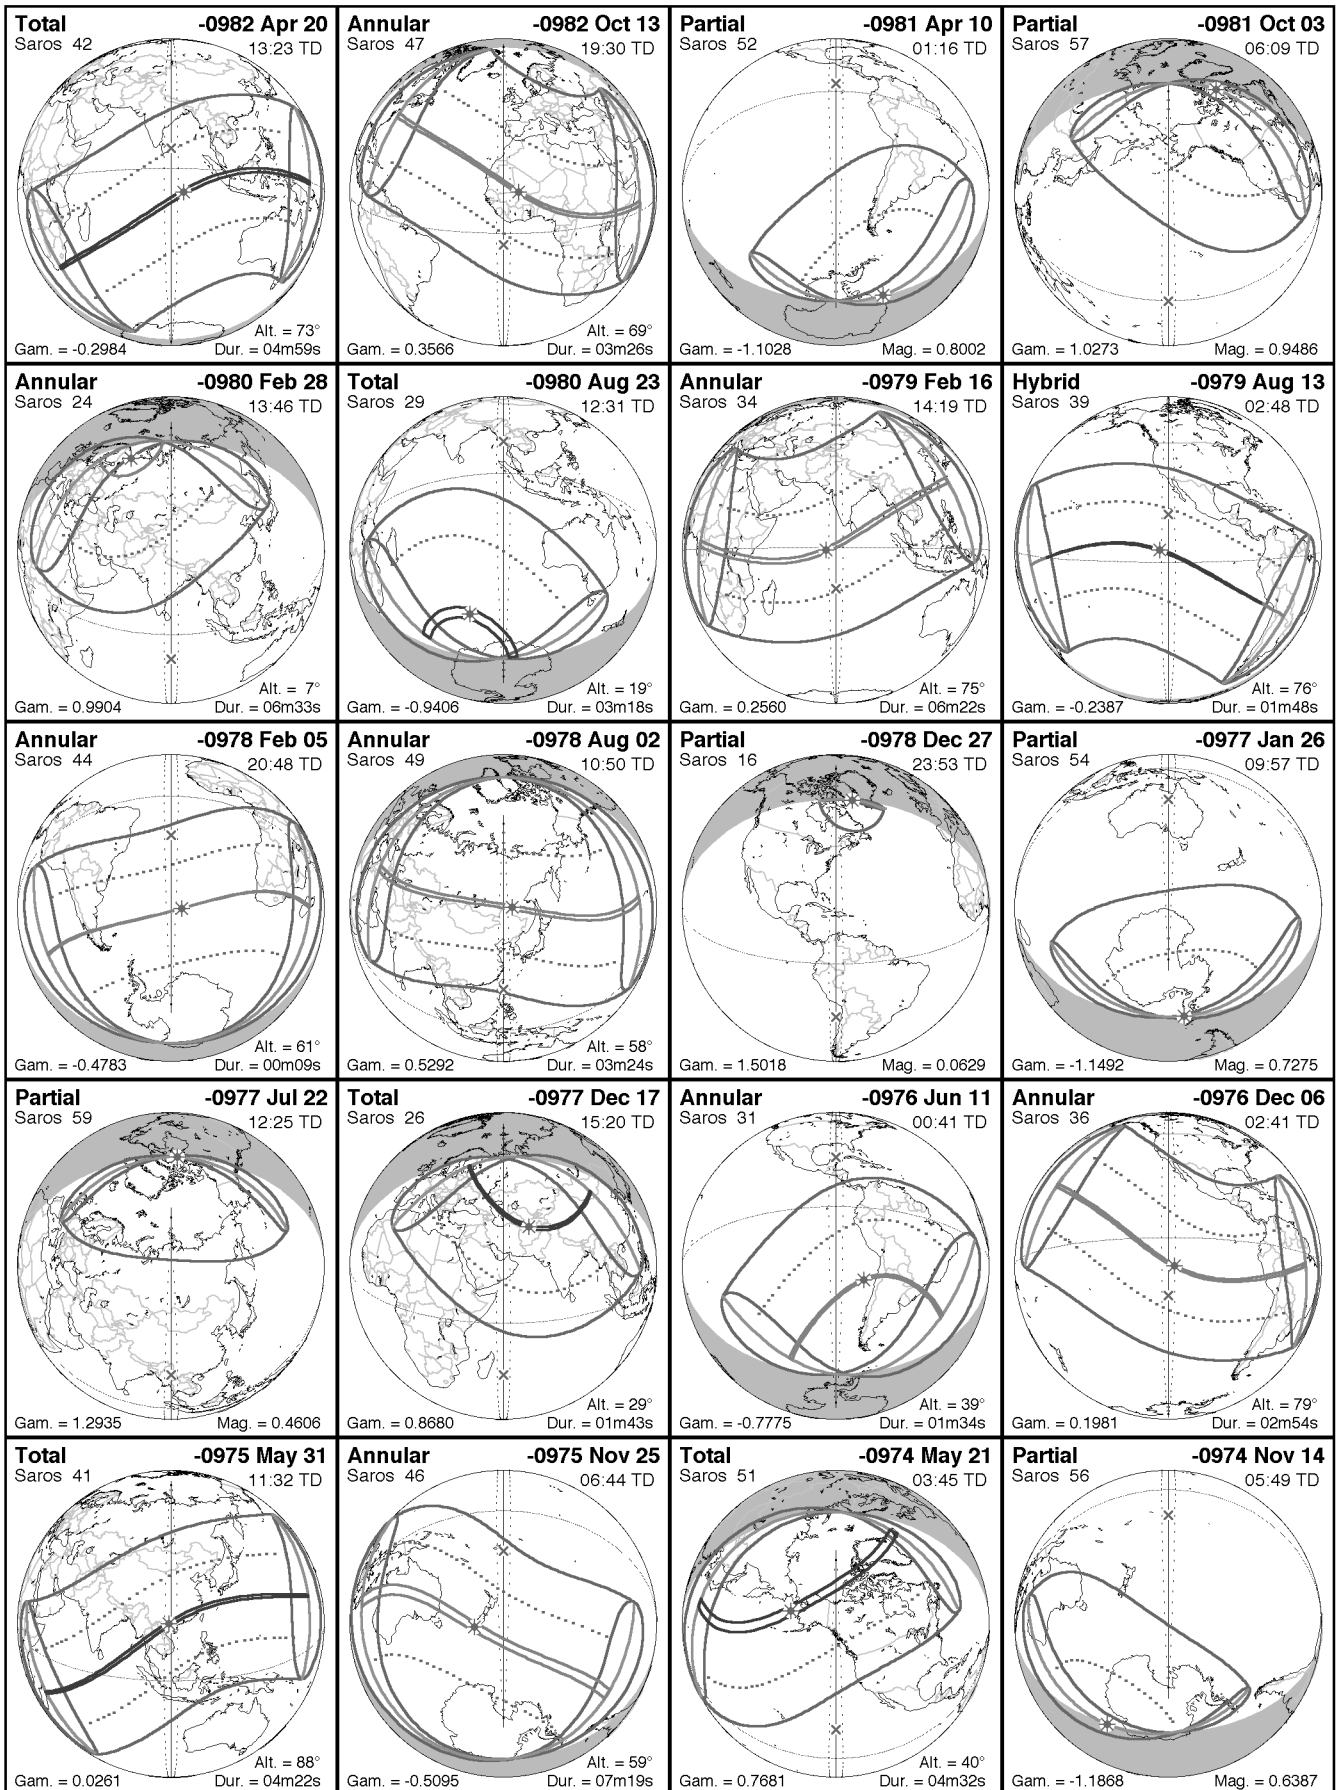 Total -0982 Apr 20
Saros 42 13:23 TD
Alt. = 73°
Gam. = -0.2984 Dur. = 04m59s
Annular -0982 Oct 13
Saros 47 19:30 TD
Alt. = 69°
Gam. = 0.3566 Dur. = 03m26s
Partial -0981 Apr 10
Saros 52 01:16 TD
Gam. = -1.1028 Mag. = 0.8002
Partial -0981 Oct 03
Saros 57 06:09 TD
Gam. = 1.0273 Mag. = 0.9486
Annular -0980 Feb 28
Saros 24 13:46 TD
Alt. = 7°
Gam. = 0.9904 Dur. = 06m33s
Total -0980 Aug 23
Saros 29 12:31 TD
Alt. = 19°
Gam. = -0.9406 Dur. = 03m18s
Annular -0979 Feb 16
Saros 34 14:19 TD
Alt. = 75°
Gam. = 0.2560 Dur. = 06m22s
Hybrid -0979 Aug 13
Saros 39 02:48 TD
Alt. = 76°
Gam. = -0.2387 Dur. = 01m48s
Annular -0978 Feb 05
Saros 44 20:48 TD
Alt. = 61°
Gam. = -0.4783 Dur. = 00m09s
Annular -0978 Aug 02
Saros 49 10:50 TD
Alt. = 58°
Gam. = 0.5292 Dur. = 03m24s
Partial -0978 Dec 27
Saros 16 23:53 TD
Gam. = 1.5018 Mag. = 0.0629
Partial -0977 Jan 26
Saros 54 09:57 TD
Gam. = -1.1492 Mag. = 0.7275
Partial -0977 Jul 22
Saros 59 12:25 TD
Gam. = 1.2935 Mag. = 0.4606
Total -0977 Dec 17
Saros 26 15:20 TD
Alt. = 29°
Gam. = 0.8680 Dur. = 01m43s
Annular -0976 Jun 11
Saros 31 00:41 TD
Alt. = 39°
Gam. = -0.7775 Dur. = 01m34s
Annular -0976 Dec 06
Saros 36 02:41 TD
Alt. = 79°
Gam. = 0.1981 Dur. = 02m54s
Total -0975 May 31
Saros 41 11:32 TD
Alt. = 88°
Gam. = 0.0261 Dur. = 04m22s
Annular -0975 Nov 25
Saros 46 06:44 TD
Alt. = 59°
Gam. = -0.5095 Dur. = 07m19s
Total -0974 May 21
Saros 51 03:45 TD
Alt. = 40°
Gam. = 0.7681 Dur. = 04m32s
Partial -0974 Nov 14
Saros 56 05:49 TD
Gam. = -1.1868 Mag. = 0.6387